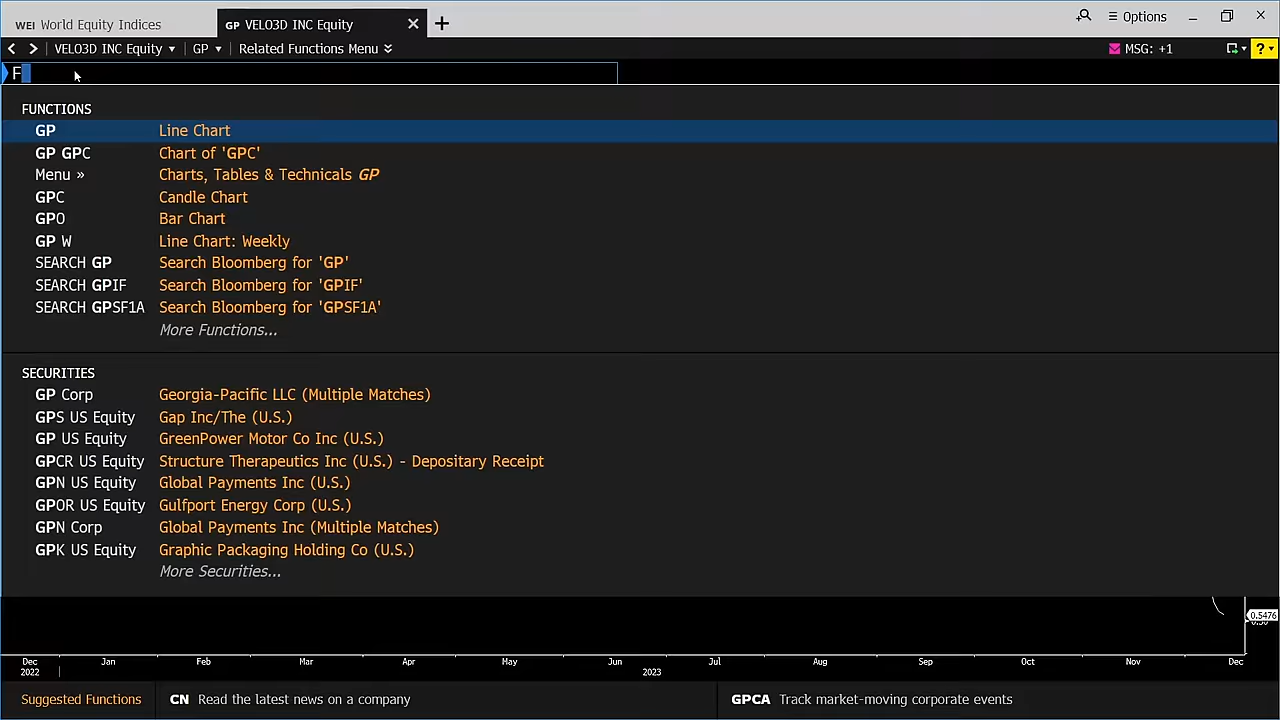 WEI World Equity Indices
GP VELO3D INC Equity
Options
VELO3D INC Equity
GP
Related Functions Menu
MSG: +1
?
F
FUNCTIONS
GP Line Chart
GP GPC Chart of 'GPC'
Menu » Charts, Tables & Technicals GP
GPC Candle Chart
GPO Bar Chart
GP W Line Chart: Weekly
SEARCH GP Search Bloomberg for 'GP'
SEARCH GPIF Search Bloomberg for 'GPIF'
SEARCH GPSF1A Search Bloomberg for 'GPSF1A'
More Functions...
SECURITIES
GP Corp Georgia-Pacific LLC (Multiple Matches)
GPS US Equity Gap Inc/The (U.S.)
GP US Equity GreenPower Motor Co Inc (U.S.)
GPCR US Equity Structure Therapeutics Inc (U.S.) - Depositary Receipt
GPN US Equity Global Payments Inc (U.S.)
GPOR US Equity Gulfport Energy Corp (U.S.)
GPN Corp Global Payments Inc (Multiple Matches)
GPK US Equity Graphic Packaging Holding Co (U.S.)
More Securities...
0.5476
Dec Jan Feb Mar Apr May Jun Jul Aug Sep Oct Nov Dec
2022 2023
Suggested Functions
CN Read the latest news on a company
GPCA Track market-moving corporate events